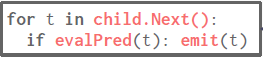 for t in child.Next():
if evalPred(t): emit(t)